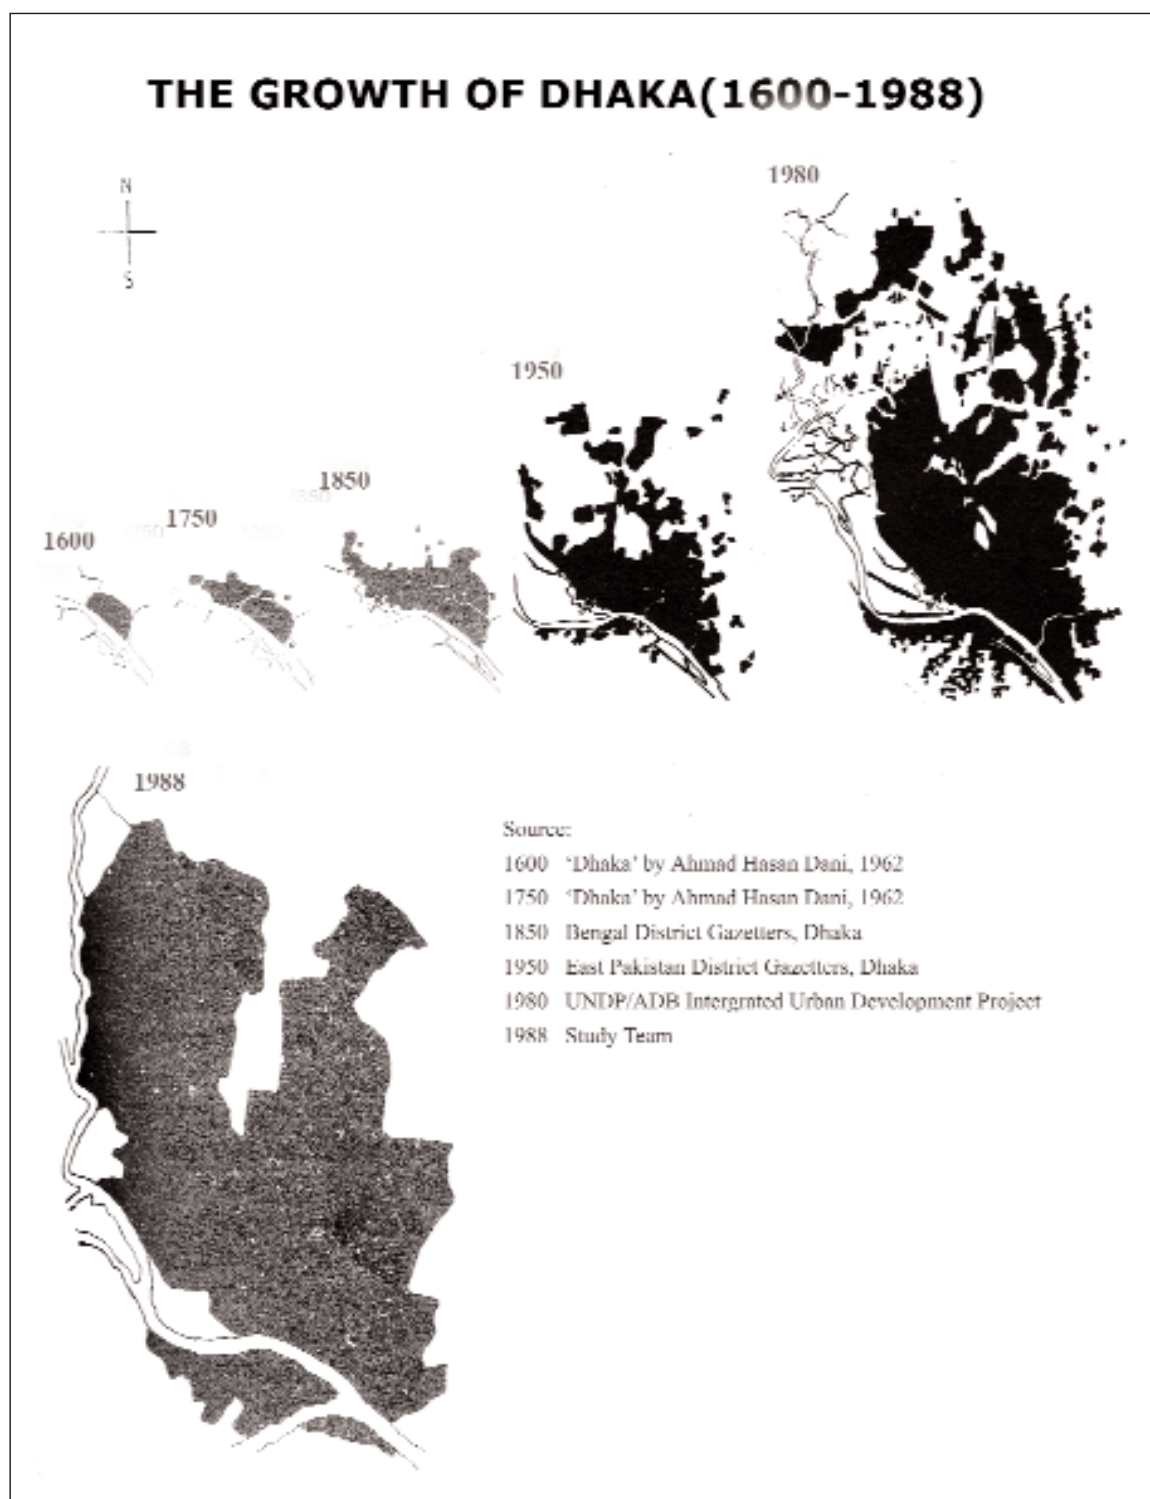 THE GROWTH OF DHAKA(1600-1988)
N
S
1980
1950
1850
1750
1600
1988
Source:
1600 ‘Dhaka’ by Ahmad Hasan Dani, 1962
1750 ‘Dhaka’ by Ahmad Hasan Dani, 1962
1850 Bengal District Gazetters, Dhaka
1950 East Pakistan District Gazetters, Dhaka
1980 UNDP/ADB Intergrated Urban Development Project
1988 Study Team